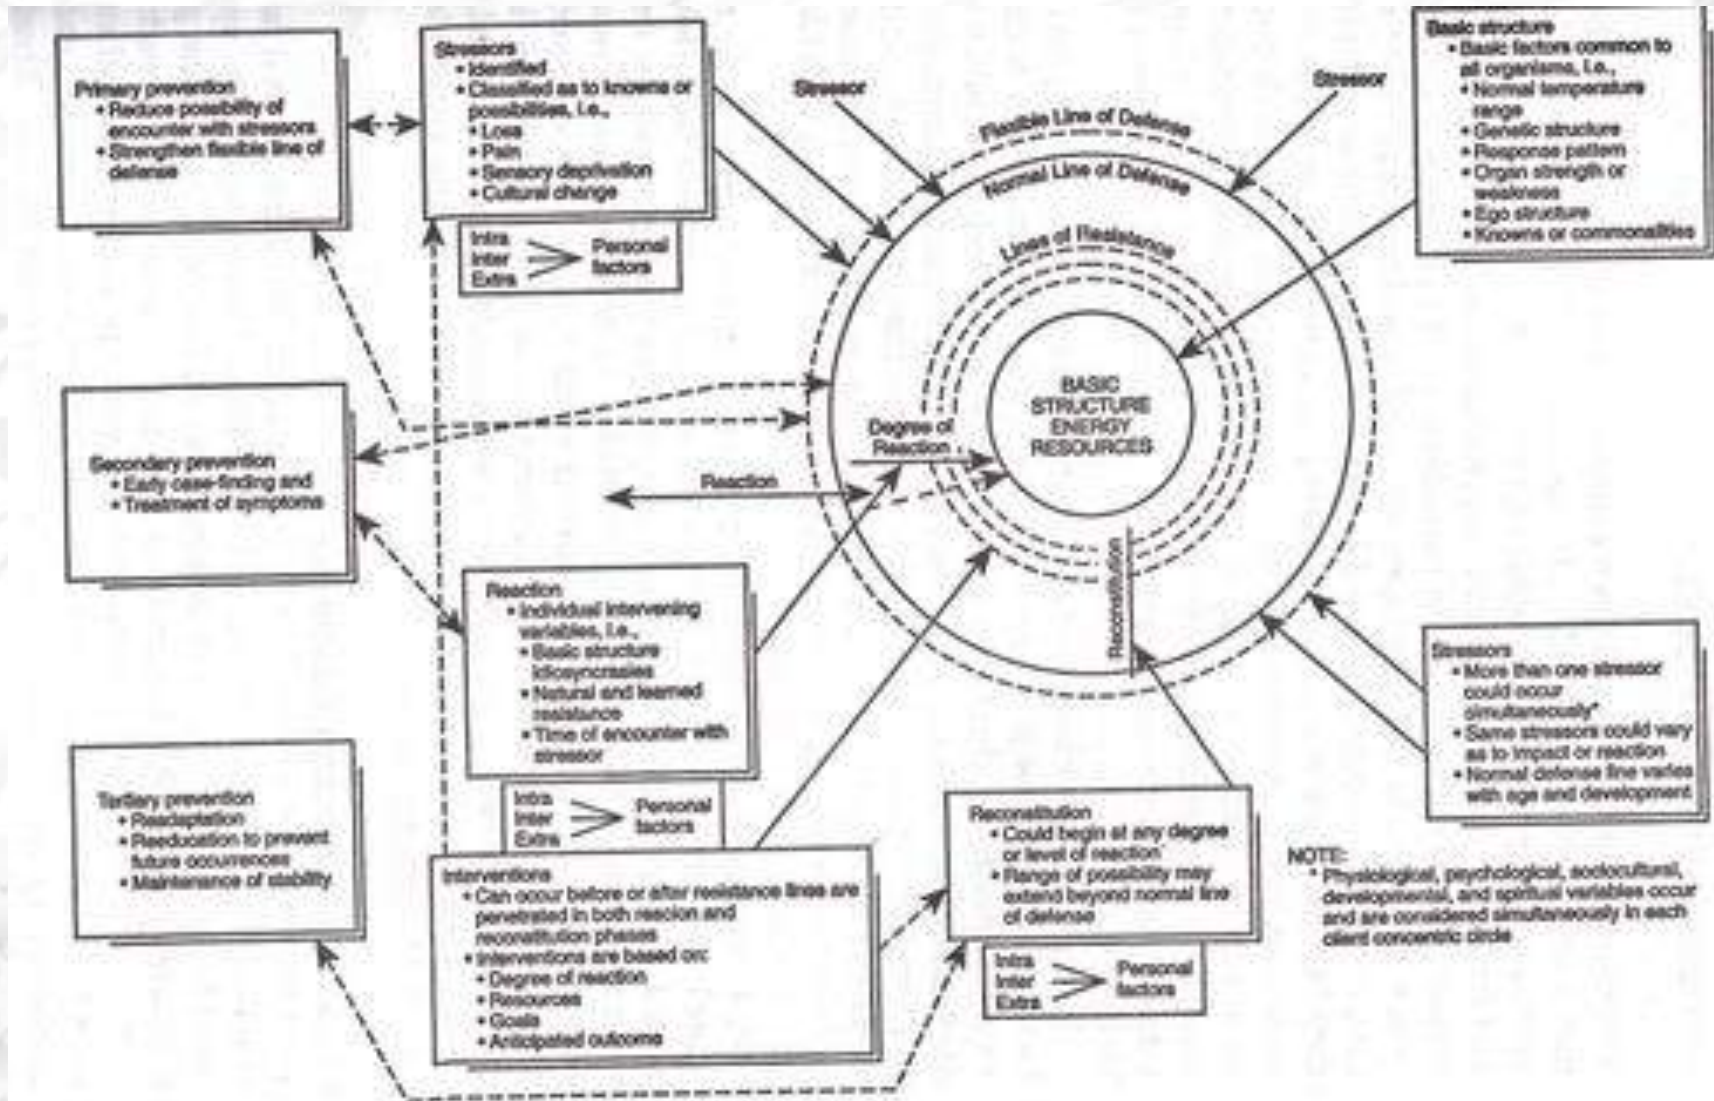 Primary prevention
• Reduce possibility of
encounter with stressors
• Strengthen flexible line of
defense
Stressors
• Identified
• Classified as to knowns or
possibilities, i.e.,
• Loss
• Pain
• Sensory deprivation
• Cultural change
Intra
Inter
Extra
Personal
factors
Stressor
Stressor
Basic structure
• Basic factors common to
all organisms, i.e.,
• Normal temperature
range
• Genetic structure
• Response pattern
• Organ strength or
weakness
• Ego structure
• Knowns or commonalities
Flexible Line of Defense
Normal Line of Defense
Lines of Resistance
BASIC
STRUCTURE
ENERGY
RESOURCES
Degree of
Reaction
Reaction
Reconstitution
Secondary prevention
• Early case-finding and
• Treatment of symptoms
Reaction
• Individual intervening
variables, i.e.,
• Basic structure
idiosyncrasies
• Natural and learned
resistance
• Time of encounter with
stressor
Intra
Inter
Extra
Personal
factors
Stressors
• More than one stressor
could occur
simultaneously*
• Same stressors could vary
as to impact or reaction
• Normal defense line varies
with age and development
Tertiary prevention
• Readaptation
• Reeducation to prevent
future occurrences
• Maintenance of stability
Interventions
• Can occur before or after resistance lines are
penetrated in both reacion and
reconstitution phases
• Interventions are based on:
• Degree of reaction
• Resources
• Goals
• Anticipated outcome
Reconstitution
• Could begin at any degree
or level of reaction
• Range of possibility may
extend beyond normal line
of defense
Intra
Inter
Extra
Personal
factors
NOTE:
* Physiological, psychological, sociocultural,
developmental, and spiritual variables occur
and are considered simultaneously in each
client concentric circle